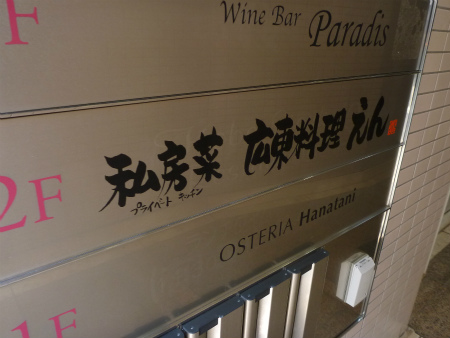 F
Wine Bar Paradis
2F
私房菜 広東料理 えん
プライベート キッチン
OSTERIA Hanatani
1F